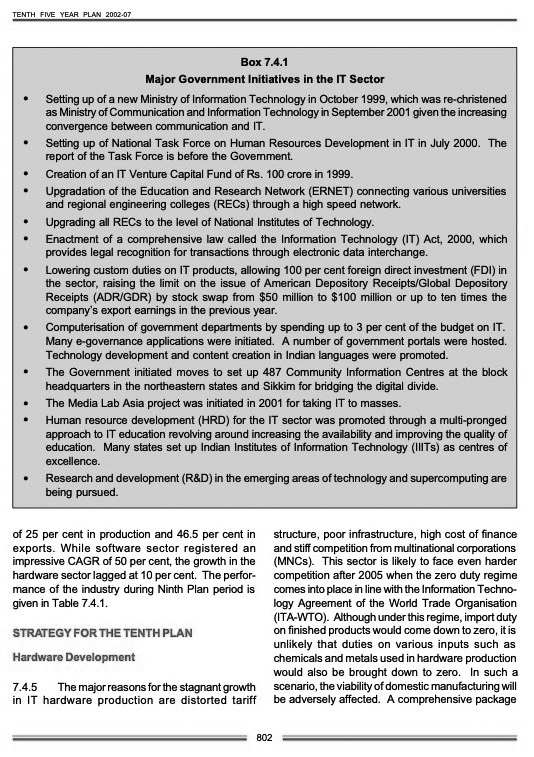 TENTH FIVE YEAR PLAN 2002-07
Box 7.4.1
Major Government Initiatives in the IT Sector
• Setting up of a new Ministry of Information Technology in October 1999, which was re-christened
as Ministry of Communication and Information Technology in September 2001 given the increasing
convergence between communication and IT.
• Setting up of National Task Force on Human Resources Development in IT in July 2000. The
report of the Task Force is before the Government.
• Creation of an IT Venture Capital Fund of Rs. 100 crore in 1999.
• Upgradation of the Education and Research Network (ERNET) connecting various universities
and regional engineering colleges (RECs) through a high speed network.
• Upgrading all RECs to the level of National Institutes of Technology.
• Enactment of a comprehensive law called the Information Technology (IT) Act, 2000, which
provides legal recognition for transactions through electronic data interchange.
• Lowering custom duties on IT products, allowing 100 per cent foreign direct investment (FDI) in
the sector, raising the limit on the issue of American Depository Receipts/Global Depository
Receipts (ADR/GDR) by stock swap from $50 million to $100 million or up to ten times the
company's export earnings in the previous year.
• Computerisation of government departments by spending up to 3 per cent of the budget on IT.
Many e-governance applications were initiated. A number of government portals were hosted.
Technology development and content creation in Indian languages were promoted.
• The Government initiated moves to set up 487 Community Information Centres at the block
headquarters in the northeastern states and Sikkim for bridging the digital divide.
• The Media Lab Asia project was initiated in 2001 for taking IT to masses.
• Human resource development (HRD) for the IT sector was promoted through a multi-pronged
approach to IT education revolving around increasing the availability and improving the quality of
education. Many states set up Indian Institutes of Information Technology (IIITs) as centres of
excellence.
• Research and development (R&D) in the emerging areas of technology and supercomputing are
being pursued.
of 25 per cent in production and 46.5 per cent in
exports. While software sector registered an
impressive CAGR of 50 per cent, the growth in the
hardware sector lagged at 10 per cent. The perfor-
mance of the industry during Ninth Plan period is
given in Table 7.4.1.
STRATEGY FOR THE TENTH PLAN
Hardware Development
7.4.5 The major reasons for the stagnant growth
in IT hardware production are distorted tariff
structure, poor infrastructure, high cost of finance
and stiff competition from multinational corporations
(MNCs). This sector is likely to face even harder
competition after 2005 when the zero duty regime
comes into place in line with the Information Techno-
logy Agreement of the World Trade Organisation
(ITA-WTO). Although under this regime, import duty
on finished products would come down to zero, it is
unlikely that duties on various inputs such as
chemicals and metals used in hardware production
would also be brought down to zero. In such a
scenario, the viability of domestic manufacturing will
be adversely affected. A comprehensive package
802